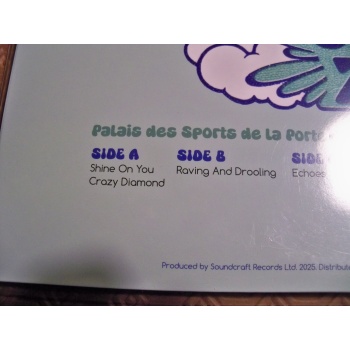 Palais des Sports de la Porte
SIDE A
Shine On You
Crazy Diamond
SIDE B
Raving And Drooling
SIDE
Echoes
Produced by Soundcraft Records Ltd. 2025. Distribut